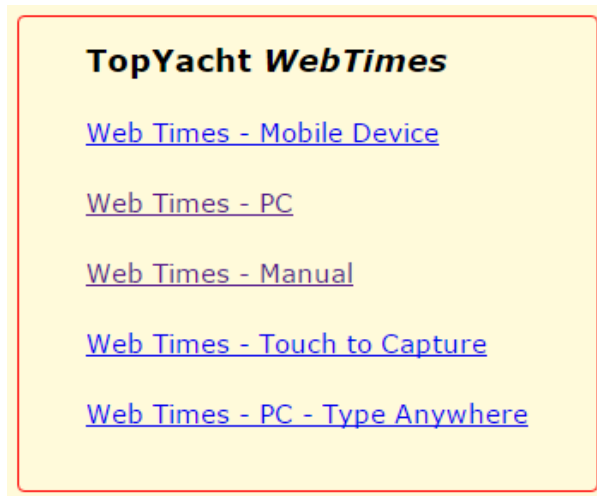 TopYacht WebTimes
Web Times - Mobile Device
Web Times - PC
Web Times - Manual
Web Times - Touch to Capture
Web Times - PC - Type Anywhere